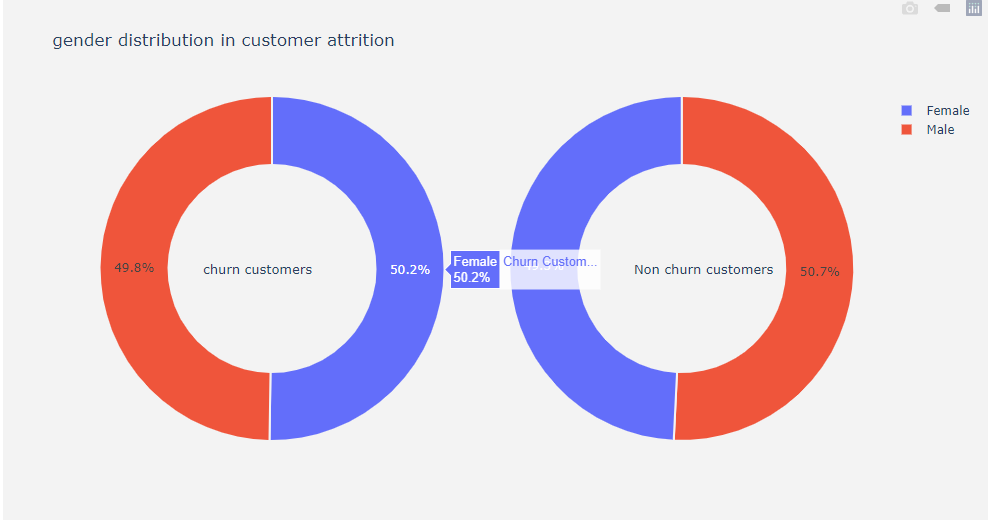 gender distribution in customer attrition
Female
Male
49.8%
churn customers
50.2%
Female
50.2%
Churn Custom...
Non churn customers
50.7%